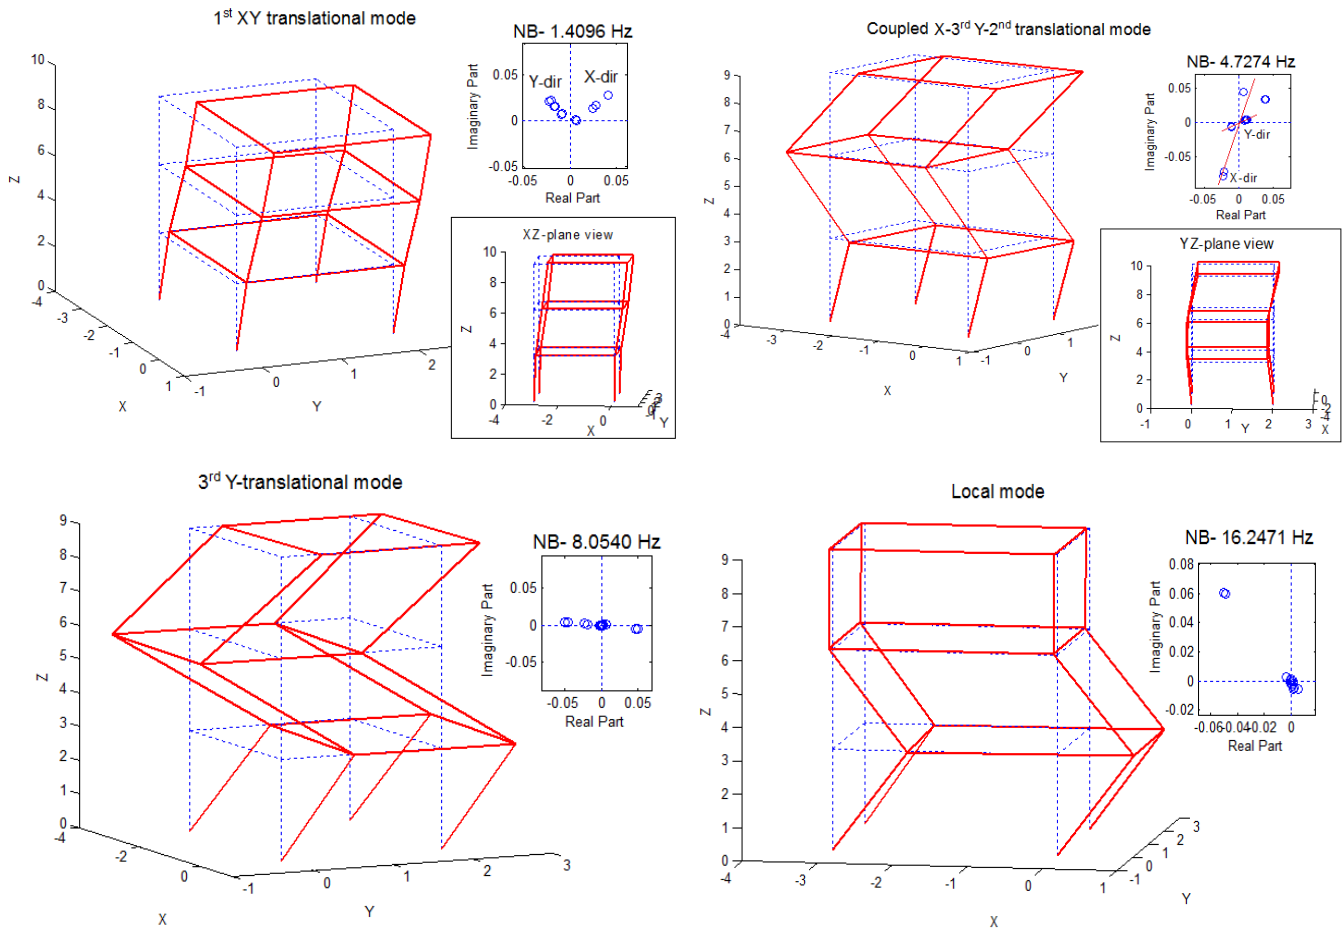 1st XY translational mode
NB- 1.4096 Hz
Y-dir
X-dir
Imaginary Part
0.05
0
-0.05
-0.05 0 0.05
Real Part
10
8
6
4
2
0
Z
-4
-3
-2
-1
0
1
X
-1 0 1 2
Y
XZ-plane view
10
8
6
4
2
0
Z
-4 -2 0
X
Y
Coupled X-3rd Y-2nd translational mode
NB- 4.7274 Hz
Imaginary Part
0.05
0
-0.05
Y-dir
X-dir
-0.05 0 0.05
Real Part
9
8
7
6
5
4
3
2
1
0
Z
-4 -3 -2 -1 0 1
X
-1 0 1
Y
YZ-plane view
10
8
6
4
2
0
Z
-1 0 1 2 3
Y
0
-2
X
3rd Y-translational mode
NB- 8.0540 Hz
Imaginary Part
0.05
0
-0.05
-0.05 0 0.05
Real Part
9
8
7
6
5
4
3
2
1
0
Z
-4
-2
0
X
-1 0 1 2 3
Y
Local mode
NB- 16.2471 Hz
Imaginary Part
0.08
0.06
0.04
0.02
0
-0.02
-0.06-0.04-0.02 0
Real Part
9
8
7
6
5
4
3
2
1
0
Z
-4 -3 -2 -1 0 1
X
-1 0 1 2 3
Y